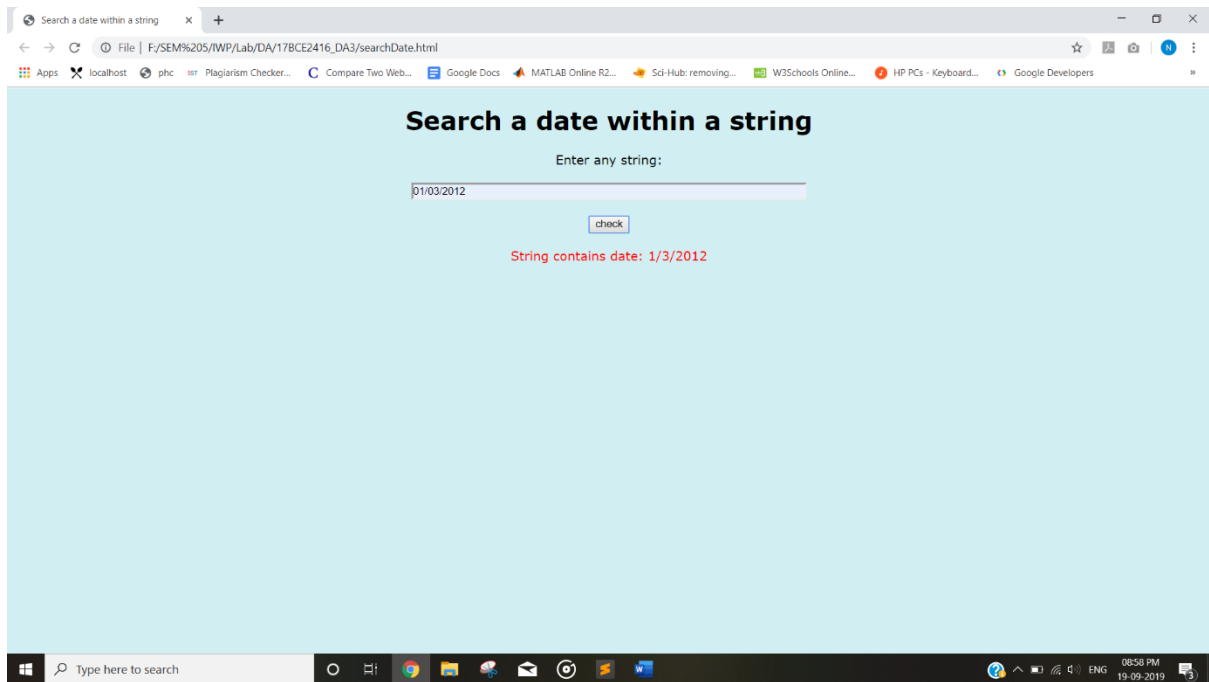 Search a date within a string
File | F:/SEM%205/IWP/Lab/DA/17BCE2416_DA3/searchDate.html
N
Apps localhost phc Plagiarism Checker... C Compare Two Web... Google Docs MATLAB Online R2... Sci-Hub: removing... W3Schools Online... HP PCs - Keyboard... Google Developers »
Search a date within a string
Enter any string:
01/03/2012
check
String contains date: 1/3/2012
Type here to search
ENG
08:58 PM
19-09-2019
3